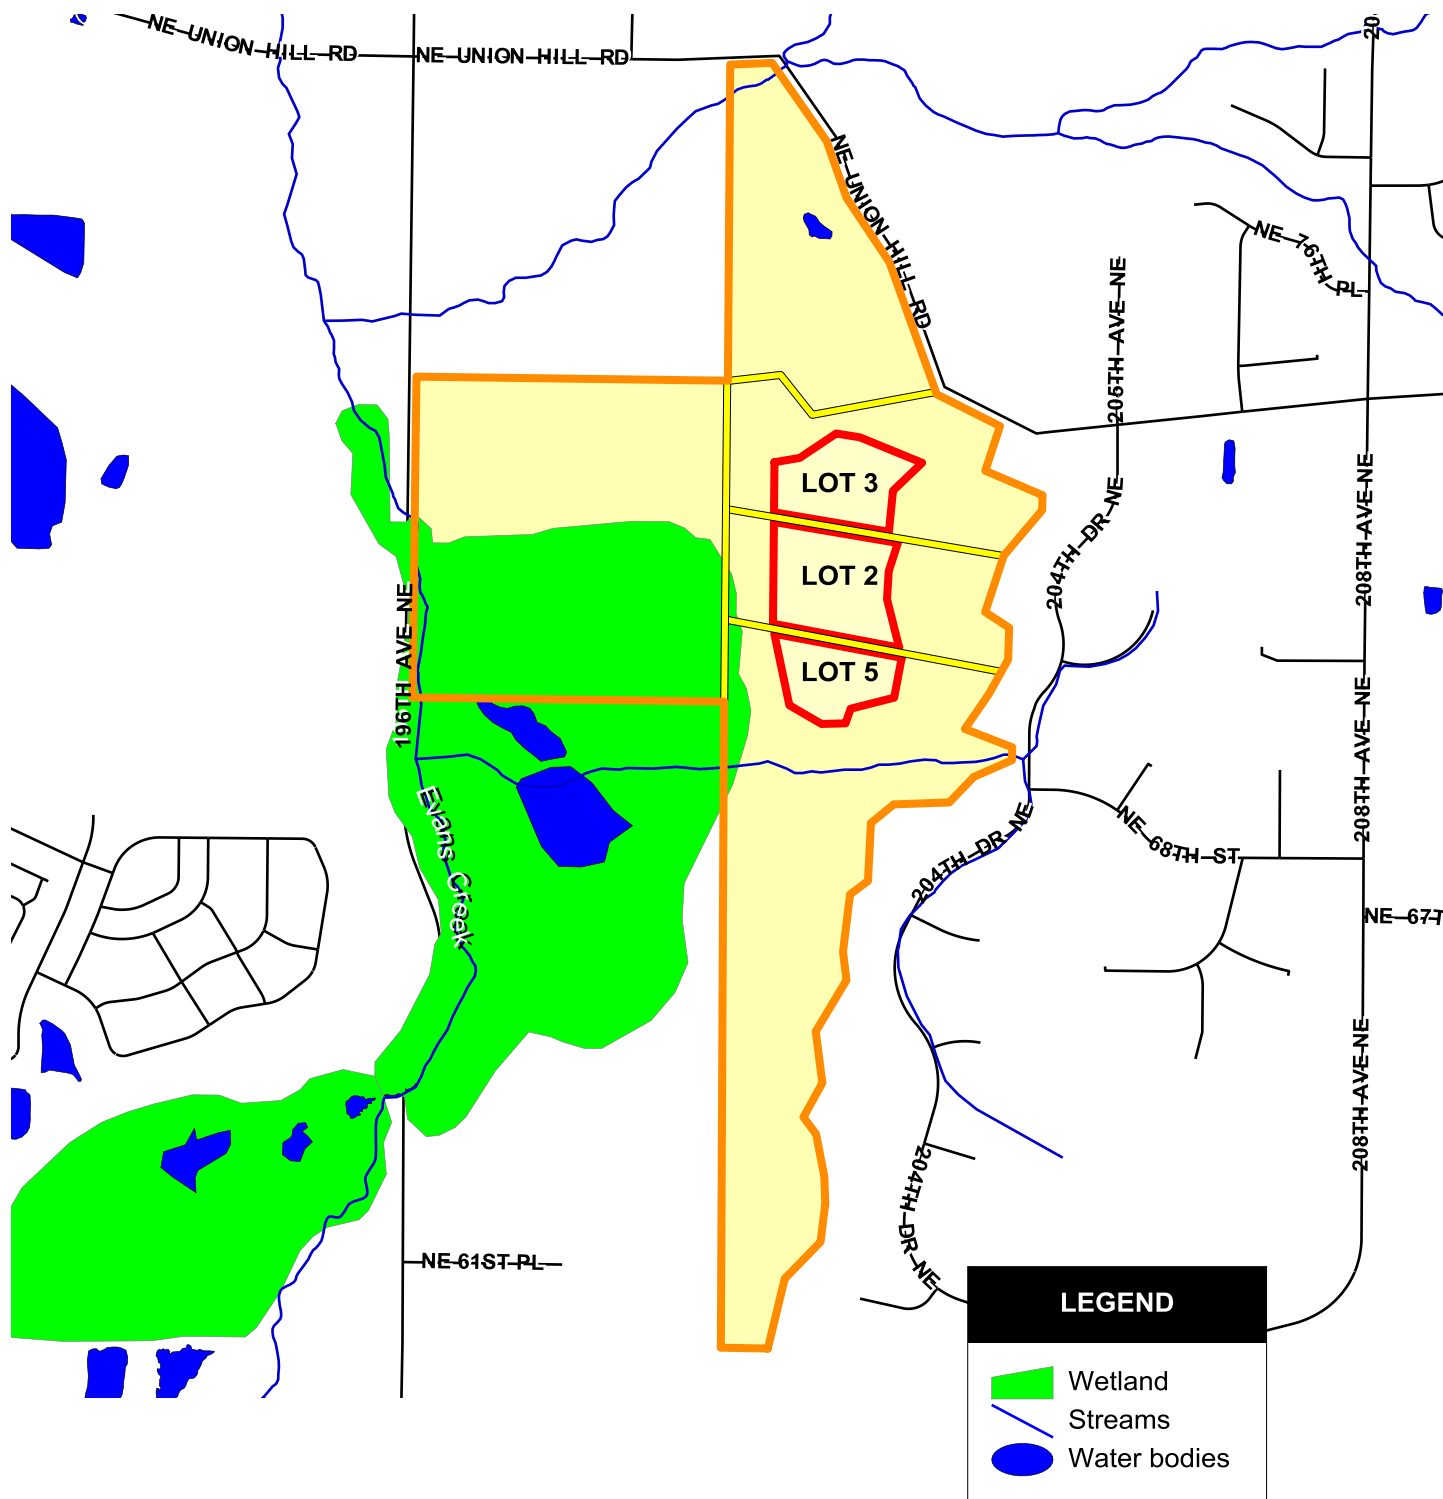 NE UNION HILL RD
NE UNION HILL RD
20
NE UNION HILL RD
NE 76TH PL
205TH AVE NE
LOT 3
204TH DR NE
208TH AVE NE
LOT 2
196TH AVE NE
LOT 5
208TH AVE NE
Evans Creek
204TH DR NE
NE 68TH ST
NE 67T
208TH AVE NE
204TH DR NE
NE 61ST PL
LEGEND
Wetland
Streams
Water bodies